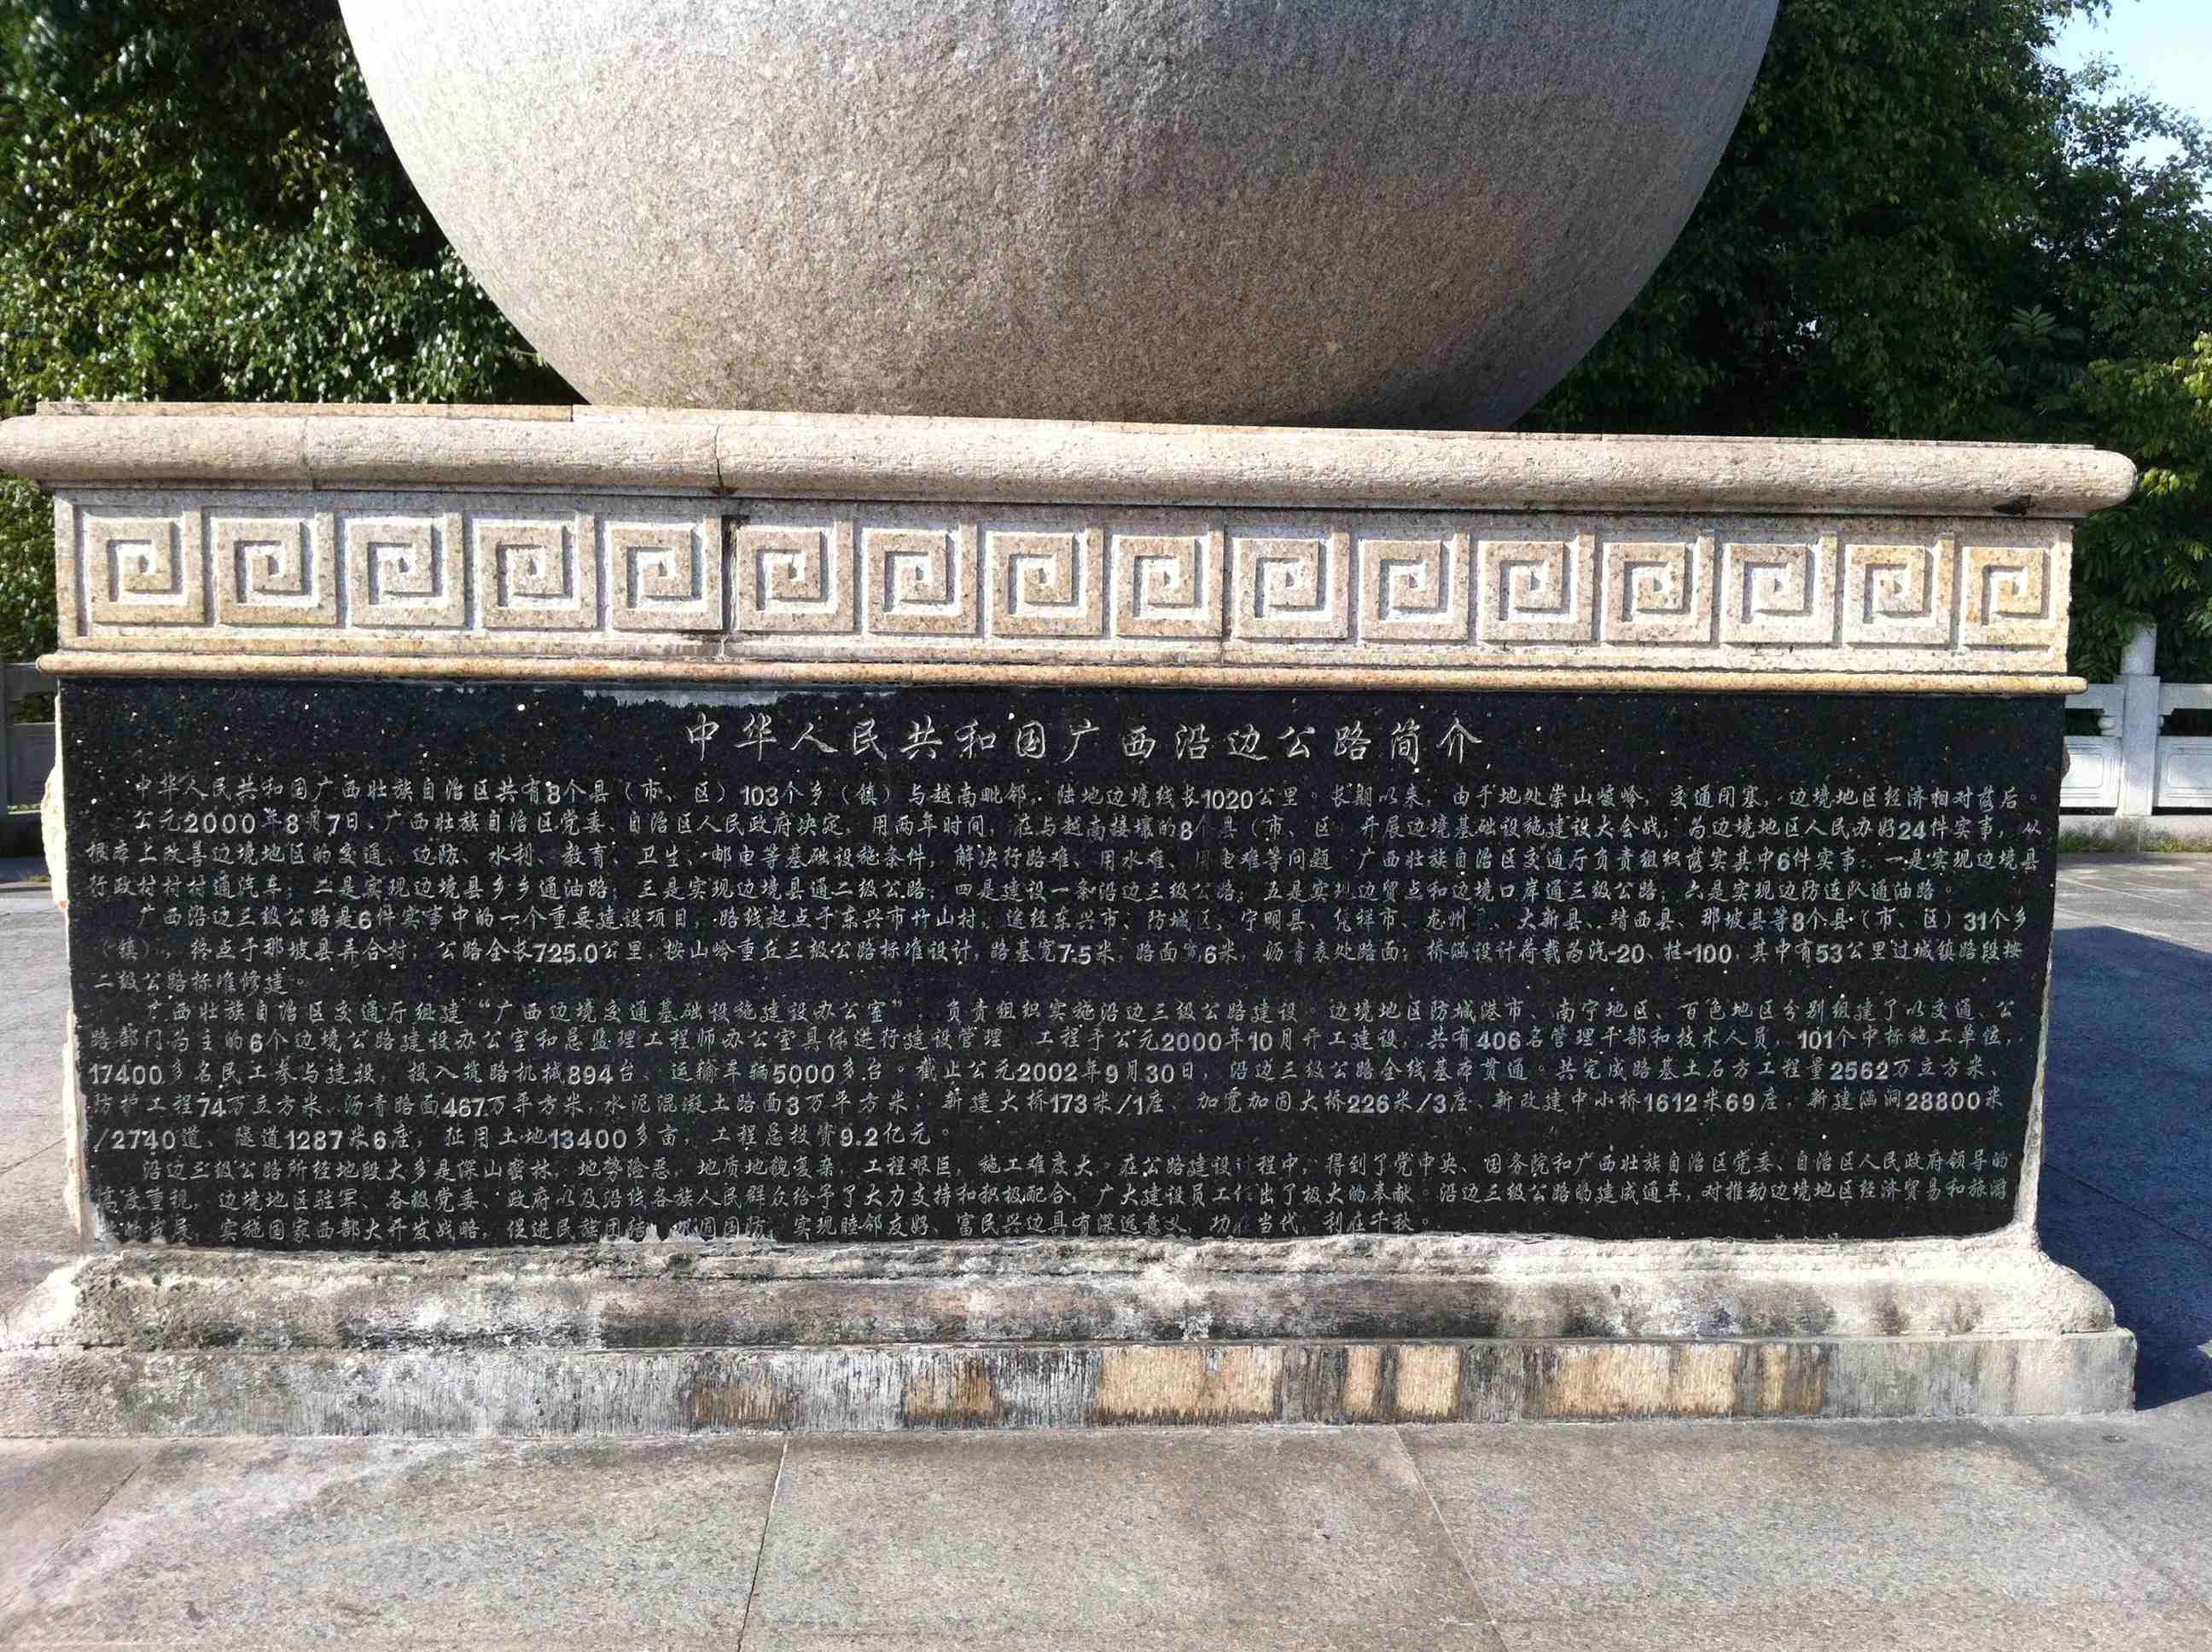 中华人民共和国广西沿边公路简介
中华人民共和国广西壮族自治区共有8个县（市、区）103个乡（镇）与越南毗邻，陆地边境线长1020公里。长期以来，由于地处崇山峻岭，交通闭塞，边境地区经济相对落后。
公元2000年8月7日、广西壮族自治区党委、自治区人民政府决定，用两年时间，在与越南接壤的8个县（市、区 开展边境基础设施建设大会战，为边境地区人民办好24件实事，从
根本上改善边境地区的交通、边防、水利、教育、卫生、邮电等基础设施条件，解决行路难、用水难、用电难等问题 广西壮族自治区交通厅负责组织落实其中6件实事：一是实现边境县
行政村村村通汽车；二是实现边境县乡乡通油路；三是实现边境县通二级公路；四是建设一条沿边三级公路；五是实现边贸点和边境口岸通三级公路；六是实现边防连队通油路。
广西沿边三级公路是6件实事中的一个重要建设项目，路线起点于东兴市竹山村，途经东兴市、防城区、宁明县、凭祥市、龙州 、大新县、靖西县、那坡县等8个县（市、区）31个乡
（镇），终点于那坡县弄合村；公路全长725.0公里，按山岭重丘三级公路标准设计，路基宽7.5米，路面宽6米，沥青表处路面；桥涵设计荷载为汽-20、挂-100，其中有53公里过城镇路段按
二级公路标准修建。
广西壮族自治区交通厅组建“广西边境交通基础设施建设办公室”，负责组织实施沿边三级公路建设。边境地区防城港市、南宁地区、百色地区分别组建了以交通、公
路部门为主的6个边境公路建设办公室和总监理工程师办公室具体进行建设管理 工程于公元2000年10月开工建设，共有406名管理干部和技术人员，101个中标施工单位，
17400多名民工参与建设，投入筑路机械894台、运输车辆5000多台。截止公元2002年9月30日，沿边三级公路全线基本贯通。共完成路基土石方工程量2562万立方米、
防护工程74万立方米、沥青路面467万平方米，水泥混凝土路面3万平方米；新建大桥173米/1座、加宽加固大桥226米/3座、新改建中小桥1612米69座，新建涵洞28800米
/2740道、隧道1287米6座，征用土地13400多亩，工程总投资9.2亿元。
沿边三级公路所经地段大多是深山密林，地势险恶，地质地貌复杂，工程艰巨，施工难度大。在公路建设过程中，得到了党中央、国务院和广西壮族自治区党委、自治区人民政府领导的
高度重视，边境地区驻军、各级党委、政府以及沿线各族人民群众给予了大力支持和积极配合，广大建设员工作出了极大的奉献。沿边三级公路的建成通车，对推动边境地区经济贸易和旅游
的发展，实施国家西部大开发战略，促进民族团结 巩固国防，实现睦邻友好，富民兴边具有深远意义，功在当代，利在千秋。